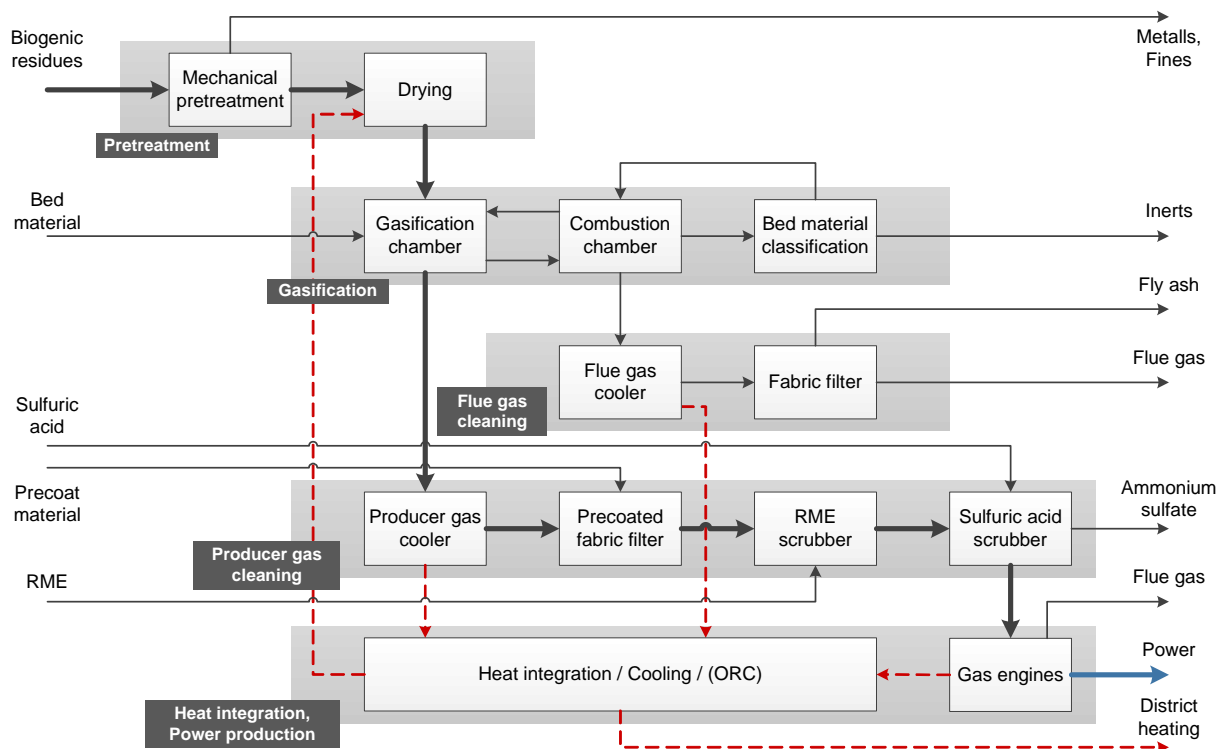 Biogenic
residues
Metalls,
Fines
Mechanical
pretreatment
Drying
Pretreatment
Bed
material
Gasification
chamber
Combustion
chamber
Bed material
classification
Inerts
Gasification
Fly ash
Flue gas
cooler
Fabric filter
Flue gas
Flue gas
cleaning
Sulfuric
acid
Precoat
material
Producer gas
cooler
Precoated
fabric filter
RME
scrubber
Sulfuric acid
scrubber
Ammonium
sulfate
Producer gas
cleaning
RME
Flue gas
Heat integration / Cooling / (ORC)
Gas engines
Power
Heat integration,
Power production
District
heating